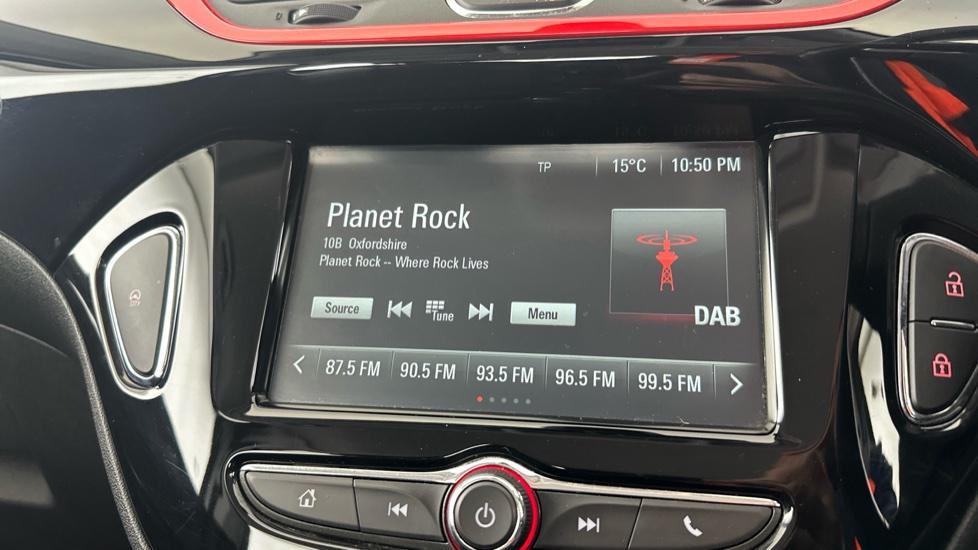 TP 15°C 10:50 PM
Planet Rock
10B Oxfordshire
Planet Rock -- Where Rock Lives
Source Tune Menu
DAB
87.5 FM 90.5 FM 93.5 FM 96.5 FM 99.5 FM
CITY